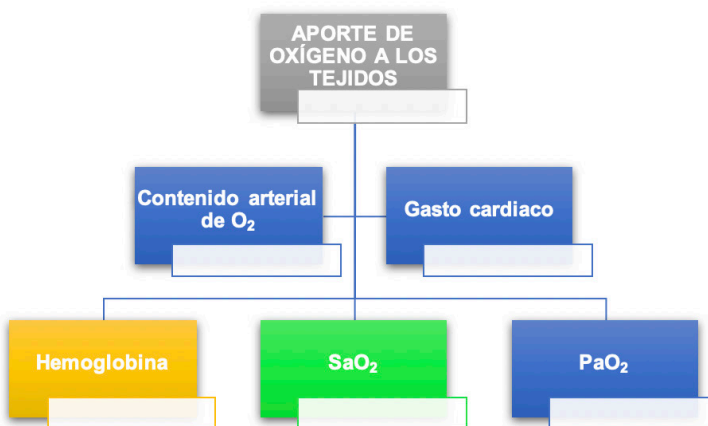 APORTE DE
OXÍGENO A LOS
TEJIDOS
Contenido arterial
de O₂
Gasto cardiaco
Hemoglobina
SaO₂
PaO₂